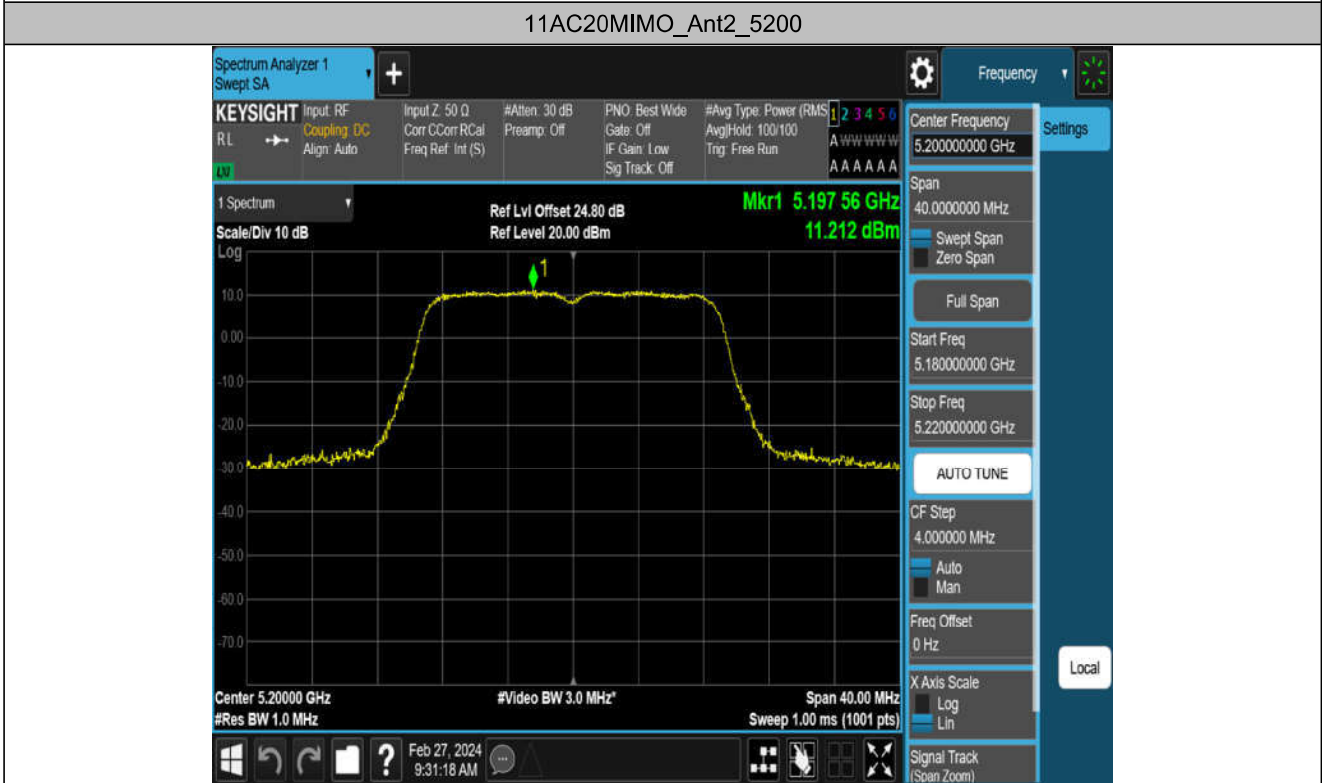 11AC20MIMO_Ant2_5200
Spectrum Analyzer 1
Swept SA
+
Frequency
KEYSIGHT
RL
LXI
Input: RF
Coupling: DC
Align: Auto
Input Z: 50 Ω
Corr CCorr RCal
Freq Ref: Int (S)
#Atten: 30 dB
Preamp: Off
PNO: Best Wide
Gate: Off
IF Gain: Low
Sig Track: Off
#Avg Type: Power (RMS
Avg|Hold: 100/100
Trig: Free Run
1 2 3 4 5 6
A W W W W W
A A A A A A
1 Spectrum
Scale/Div 10 dB
Log
Ref Lvl Offset 24.80 dB
Ref Level 20.00 dBm
Mkr1 5.197 56 GHz
11.212 dBm
1
10.0
0.00
-10.0
-20.0
-30.0
-40.0
-50.0
-60.0
-70.0
Center 5.20000 GHz
#Res BW 1.0 MHz
#Video BW 3.0 MHz*
Span 40.00 MHz
Sweep 1.00 ms (1001 pts)
?
Feb 27, 2024
9:31:18 AM
Center Frequency
5.200000000 GHz
Settings
Span
40.0000000 MHz
Swept Span
Zero Span
Full Span
Start Freq
5.180000000 GHz
Stop Freq
5.220000000 GHz
AUTO TUNE
CF Step
4.000000 MHz
Auto
Man
Freq Offset
0 Hz
Local
X Axis Scale
Log
Lin
Signal Track
(Span Zoom)